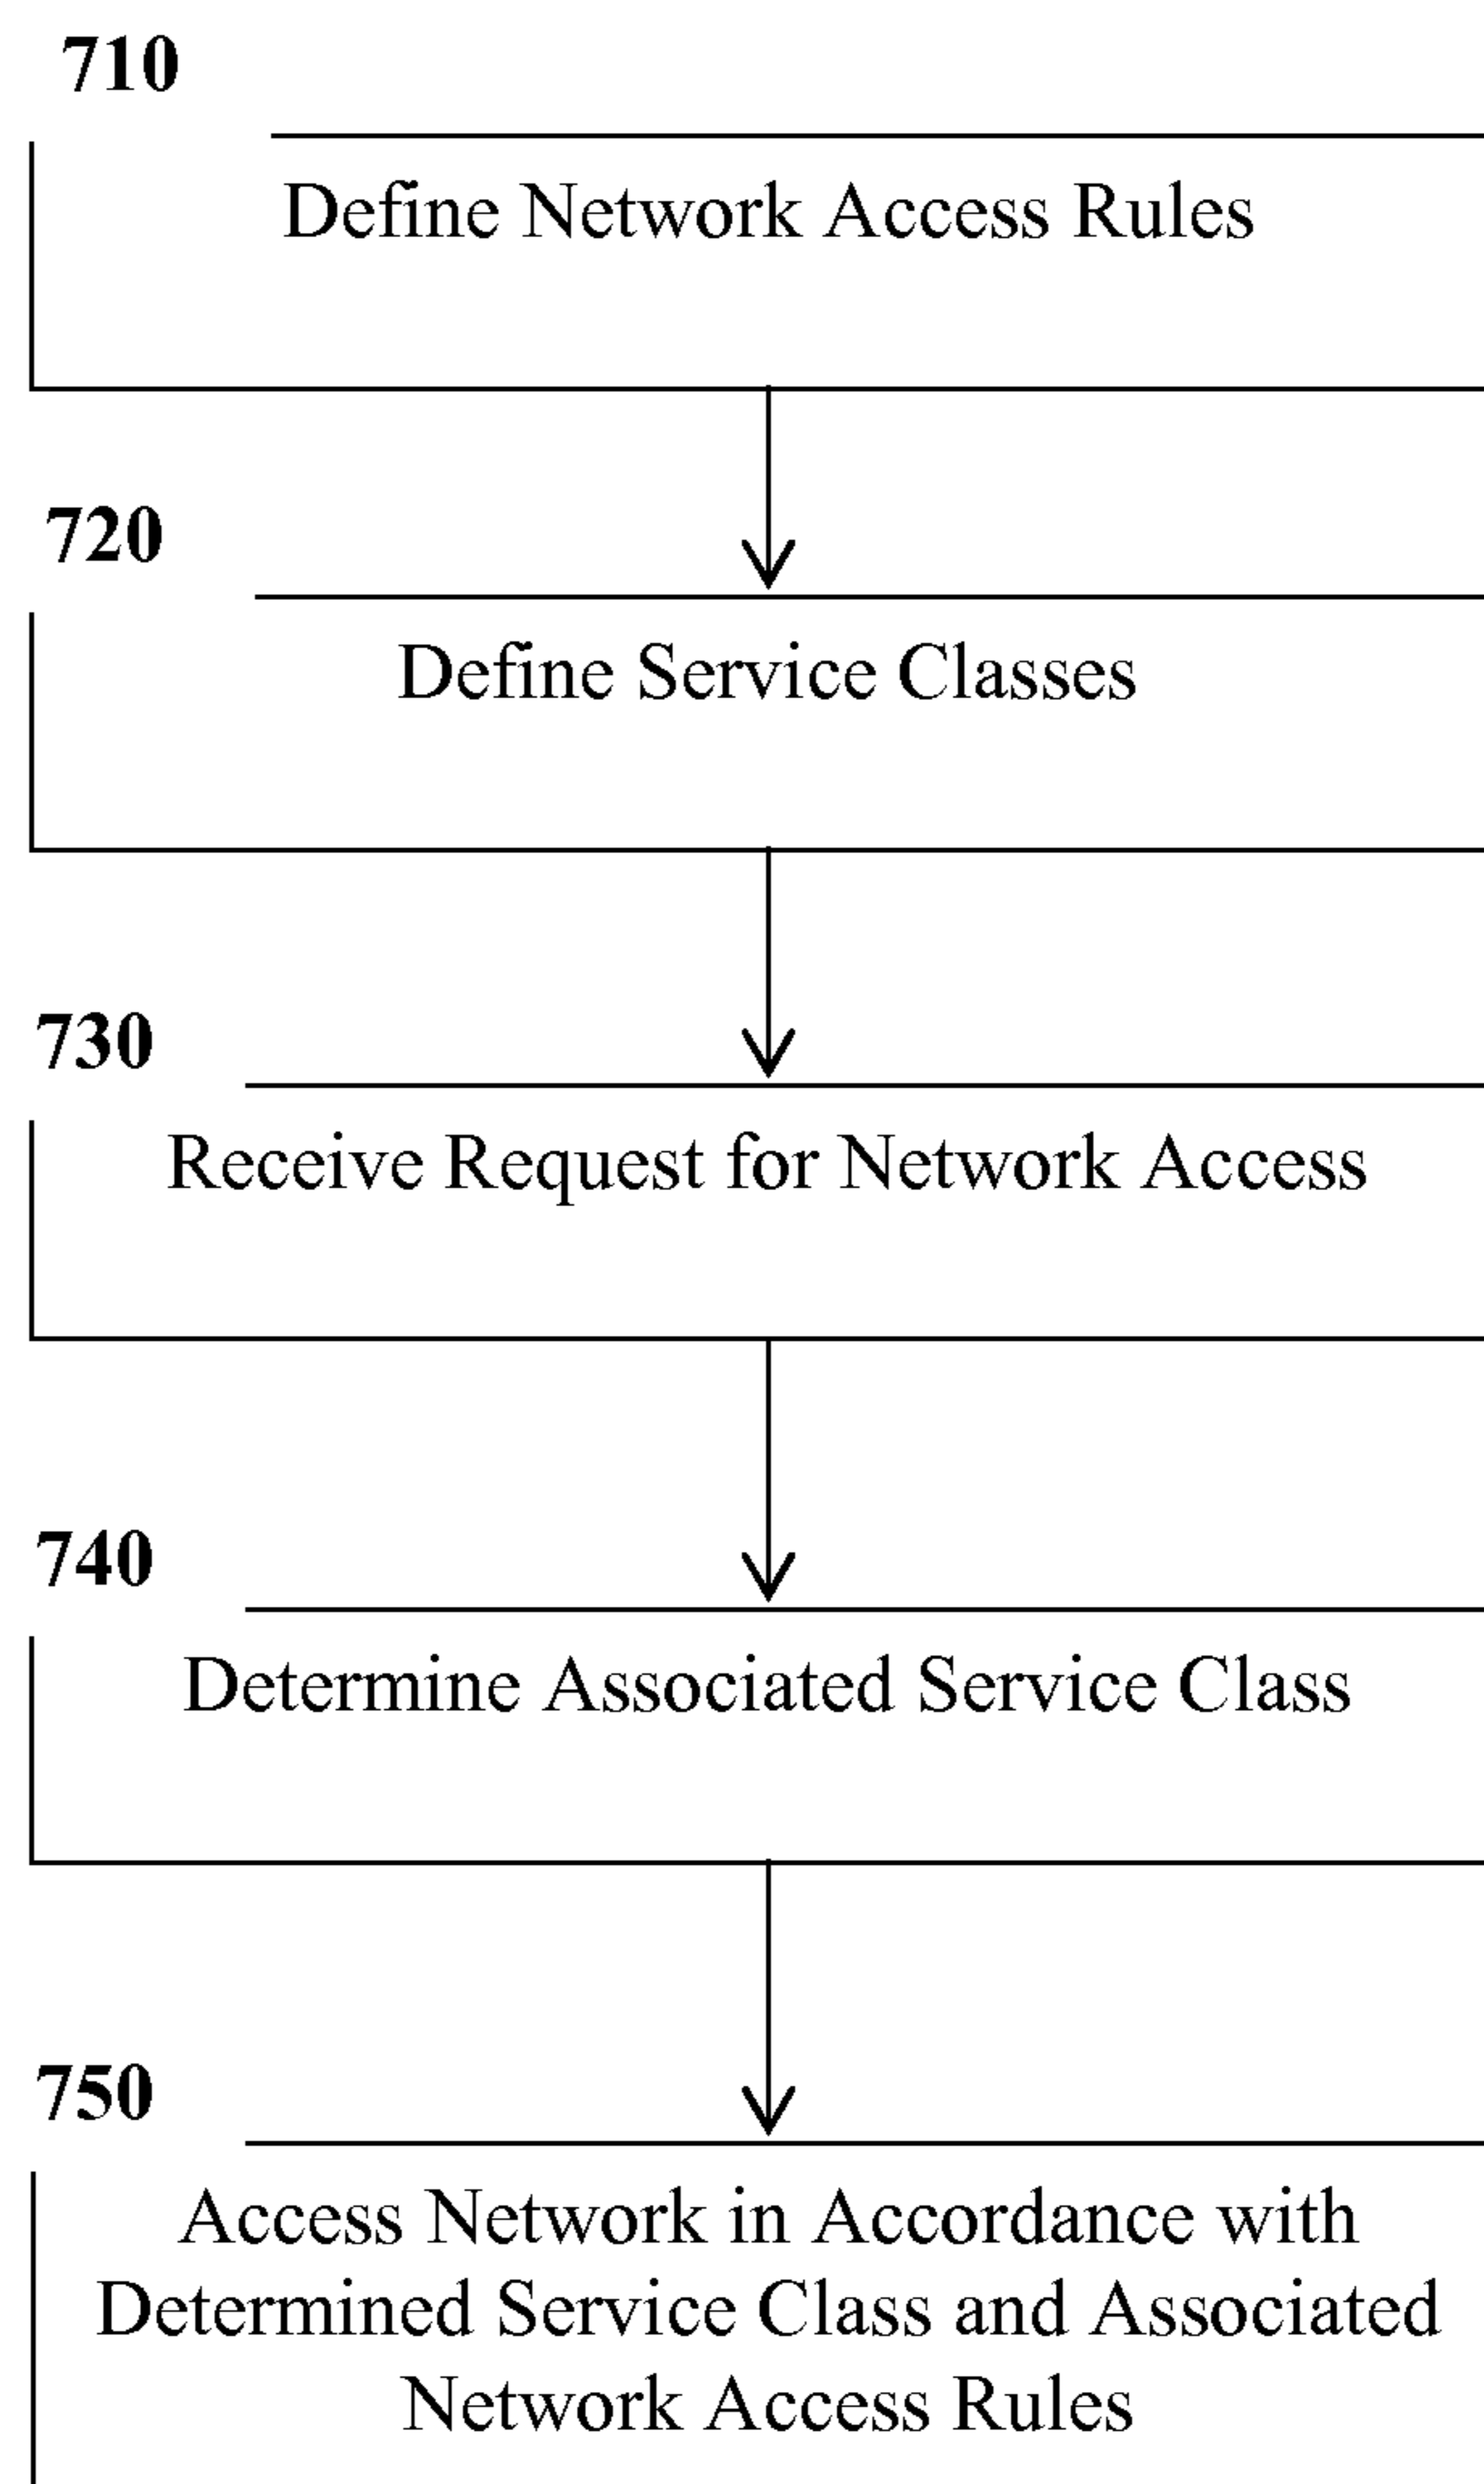 710
Define Network Access Rules
720
Define Service Classes
730
Receive Request for Network Access
740
Determine Associated Service Class
750
Access Network in Accordance with
Determined Service Class and Associated
Network Access Rules